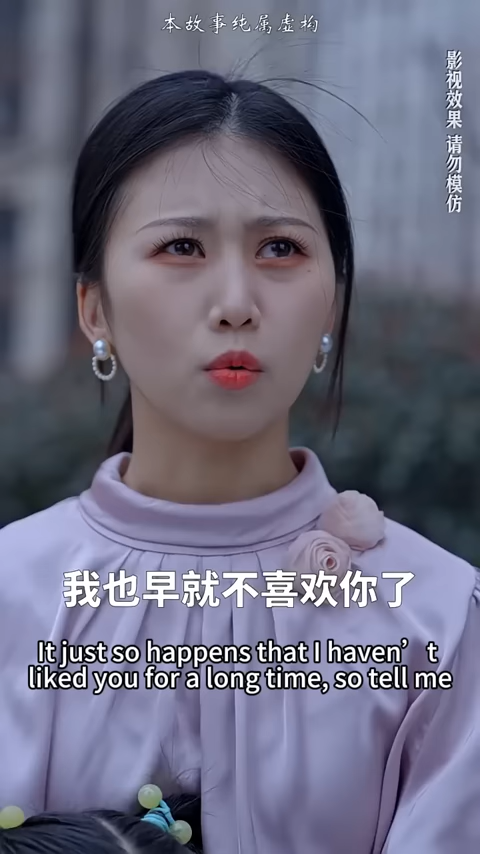 本故事纯属虚构
影视效果 请勿模仿
我也早就不喜欢你了
It just so happens that I haven’t
liked you for a long time, so tell me